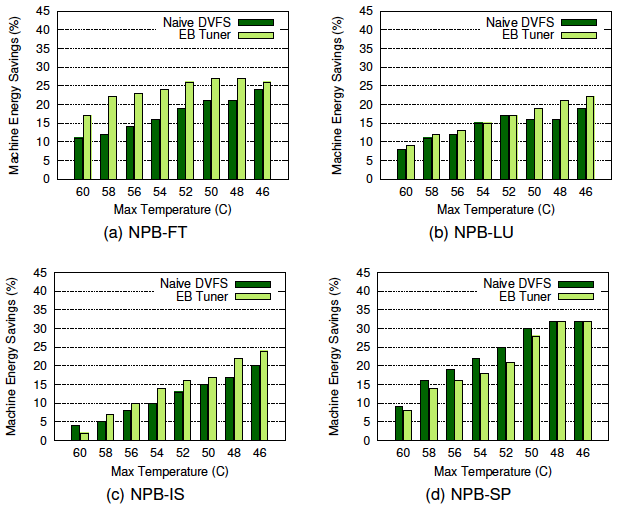 45
40
35
30
25
20
15
10
5
0
Machine Energy Savings (%)
Naive DVFS
EB Tuner
60 58 56 54 52 50 48 46
Max Temperature (C)
(a) NPB-FT
45
40
35
30
25
20
15
10
5
0
Machine Energy Savings (%)
Naive DVFS
EB Tuner
60 58 56 54 52 50 48 46
Max Temperature (C)
(b) NPB-LU
45
40
35
30
25
20
15
10
5
0
Machine Energy Savings (%)
Naive DVFS
EB Tuner
60 58 56 54 52 50 48 46
Max Temperature (C)
(c) NPB-IS
45
40
35
30
25
20
15
10
5
0
Machine Energy Savings (%)
Naive DVFS
EB Tuner
60 58 56 54 52 50 48 46
Max Temperature (C)
(d) NPB-SP